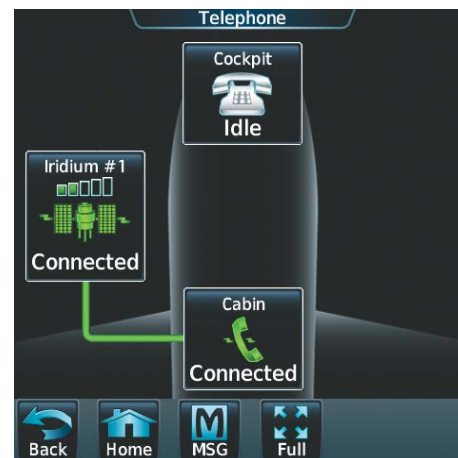 Telephone
Cockpit
Idle
Iridium #1
Connected
Cabin
Connected
Back
Home
MSG
Full